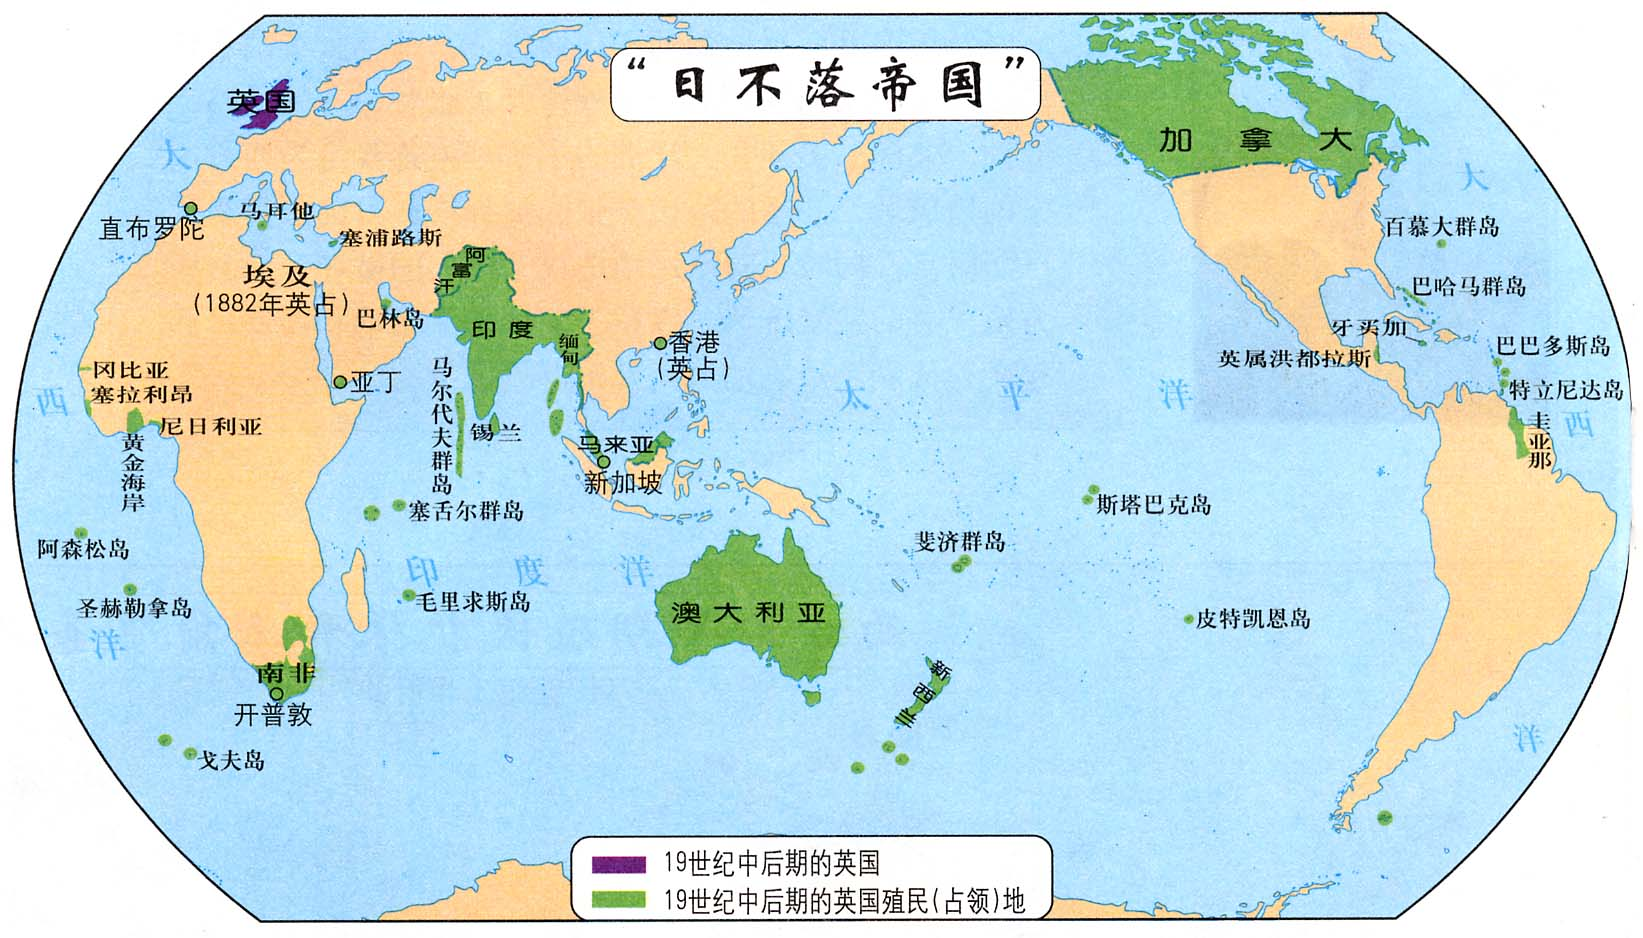 “日不落帝国”
英国
加拿大
大
大
直布罗陀
马耳他
塞浦路斯
百慕大群岛
埃及
(1882年英占)
巴林岛
阿富汗
印度
缅甸
香港
(英占)
巴哈马群岛
牙买加
英属洪都拉斯
巴巴多斯岛
特立尼达岛
圭亚那
冈比亚
塞拉利昂
亚丁
尼日利亚
黄金海岸
西
西
马尔代夫群岛
锡兰
马来亚
新加坡
太平洋
塞舌尔群岛
斯塔巴克岛
阿森松岛
斐济群岛
印度洋
圣赫勒拿岛
毛里求斯岛
澳大利亚
皮特凯恩岛
洋
南非
开普敦
新西兰
戈夫岛
洋
19世纪中后期的英国
19世纪中后期的英国殖民(占领)地